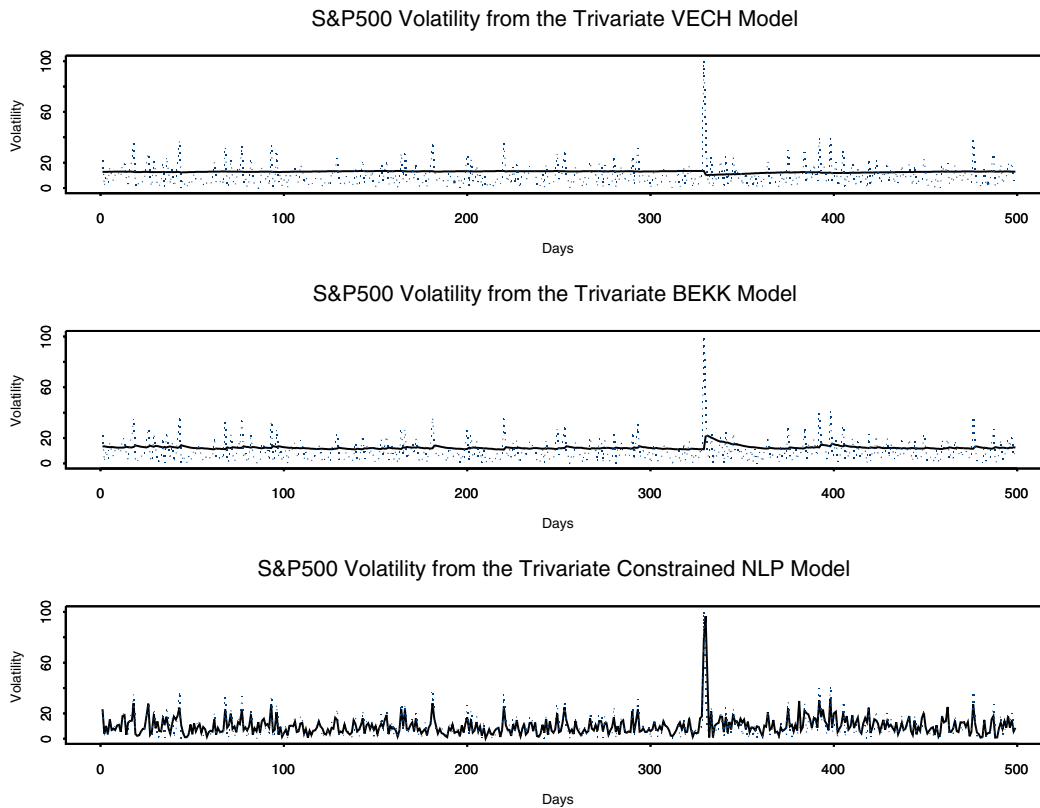 S&P500 Volatility from the Trivariate VECH Model
Volatility
100
60
20
0
0 100 200 300 400 500
Days
S&P500 Volatility from the Trivariate BEKK Model
Volatility
100
60
20
0
0 100 200 300 400 500
Days
S&P500 Volatility from the Trivariate Constrained NLP Model
Volatility
100
60
20
0
0 100 200 300 400 500
Days